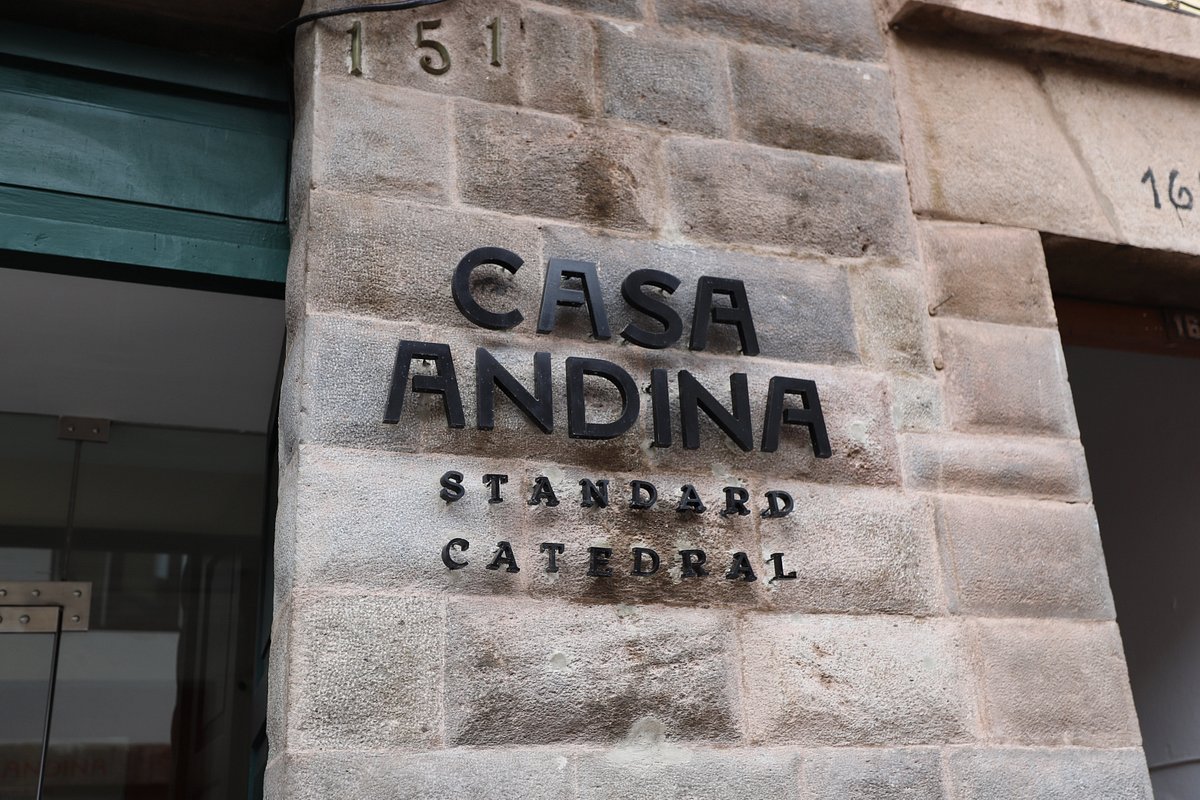 151
CASA
ANDINA
STANDARD
CATEDRAL